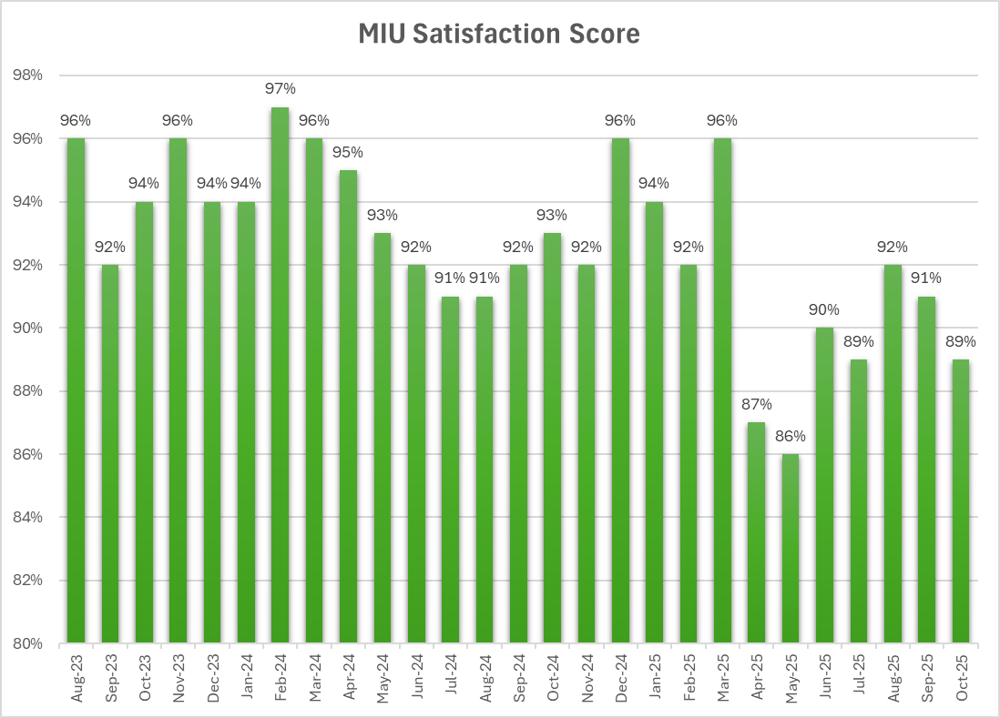 MIU Satisfaction Score
98%
96%
94%
92%
90%
88%
86%
84%
82%
80%
96%
92%
94%
96%
94%
94%
97%
96%
95%
93%
92%
91%
91%
92%
93%
92%
96%
94%
92%
96%
87%
86%
90%
89%
92%
91%
89%
Aug-23
Sep-23
Oct-23
Nov-23
Dec-23
Jan-24
Feb-24
Mar-24
Apr-24
May-24
Jun-24
Jul-24
Aug-24
Sep-24
Oct-24
Nov-24
Dec-24
Jan-25
Feb-25
Mar-25
Apr-25
May-25
Jun-25
Jul-25
Aug-25
Sep-25
Oct-25